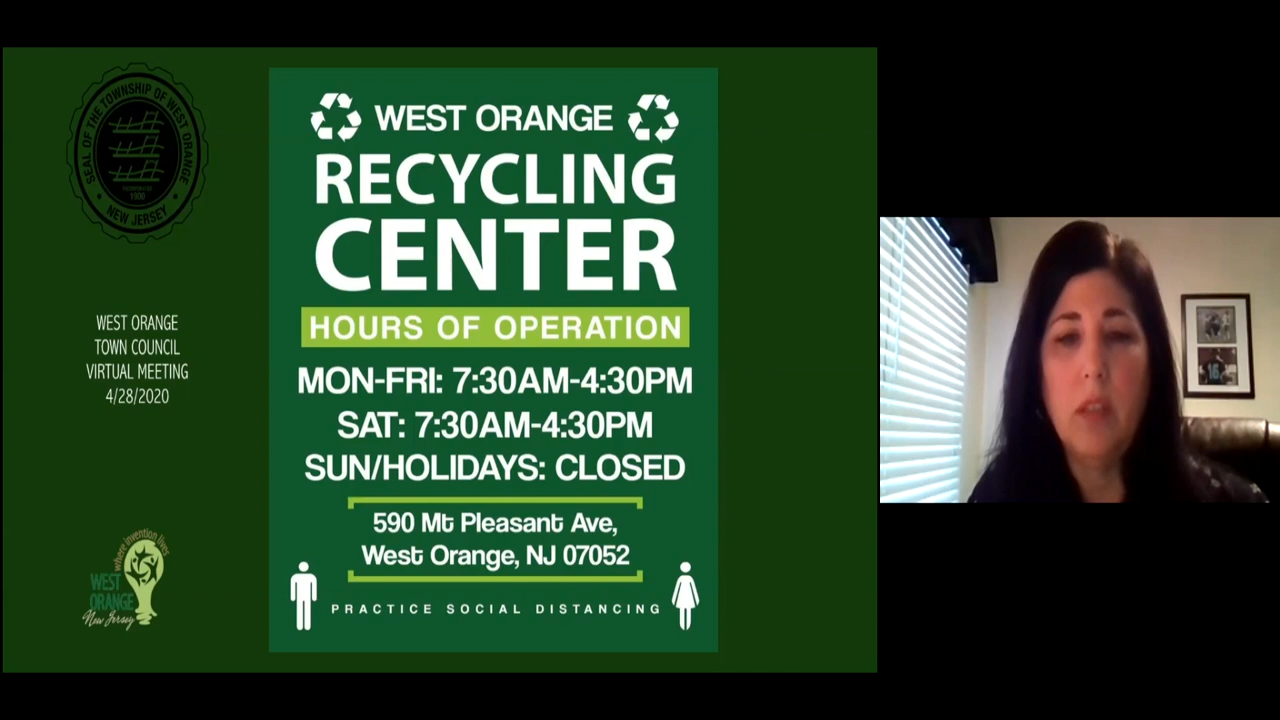 SEAL OF THE TOWNSHIP OF WEST ORANGE
1900
NEW JERSEY
WEST ORANGE
TOWN COUNCIL
VIRTUAL MEETING
4/28/2020
where invention lives
WEST
ORANGE
New Jersey
WEST ORANGE
RECYCLING
CENTER
HOURS OF OPERATION
MON-FRI: 7:30AM-4:30PM
SAT: 7:30AM-4:30PM
SUN/HOLIDAYS: CLOSED
590 Mt Pleasant Ave,
West Orange, NJ 07052
PRACTICE SOCIAL DISTANCING
16